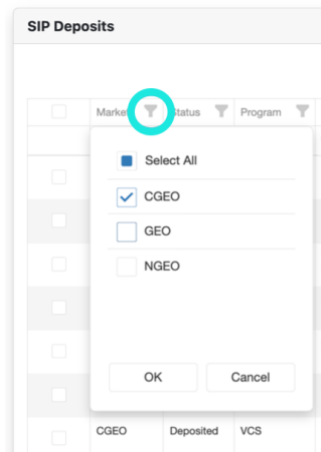 SIP Deposits
Market Status Program
Select All
CGEO
GEO
NGEO
OK Cancel
CGEO Deposited VCS